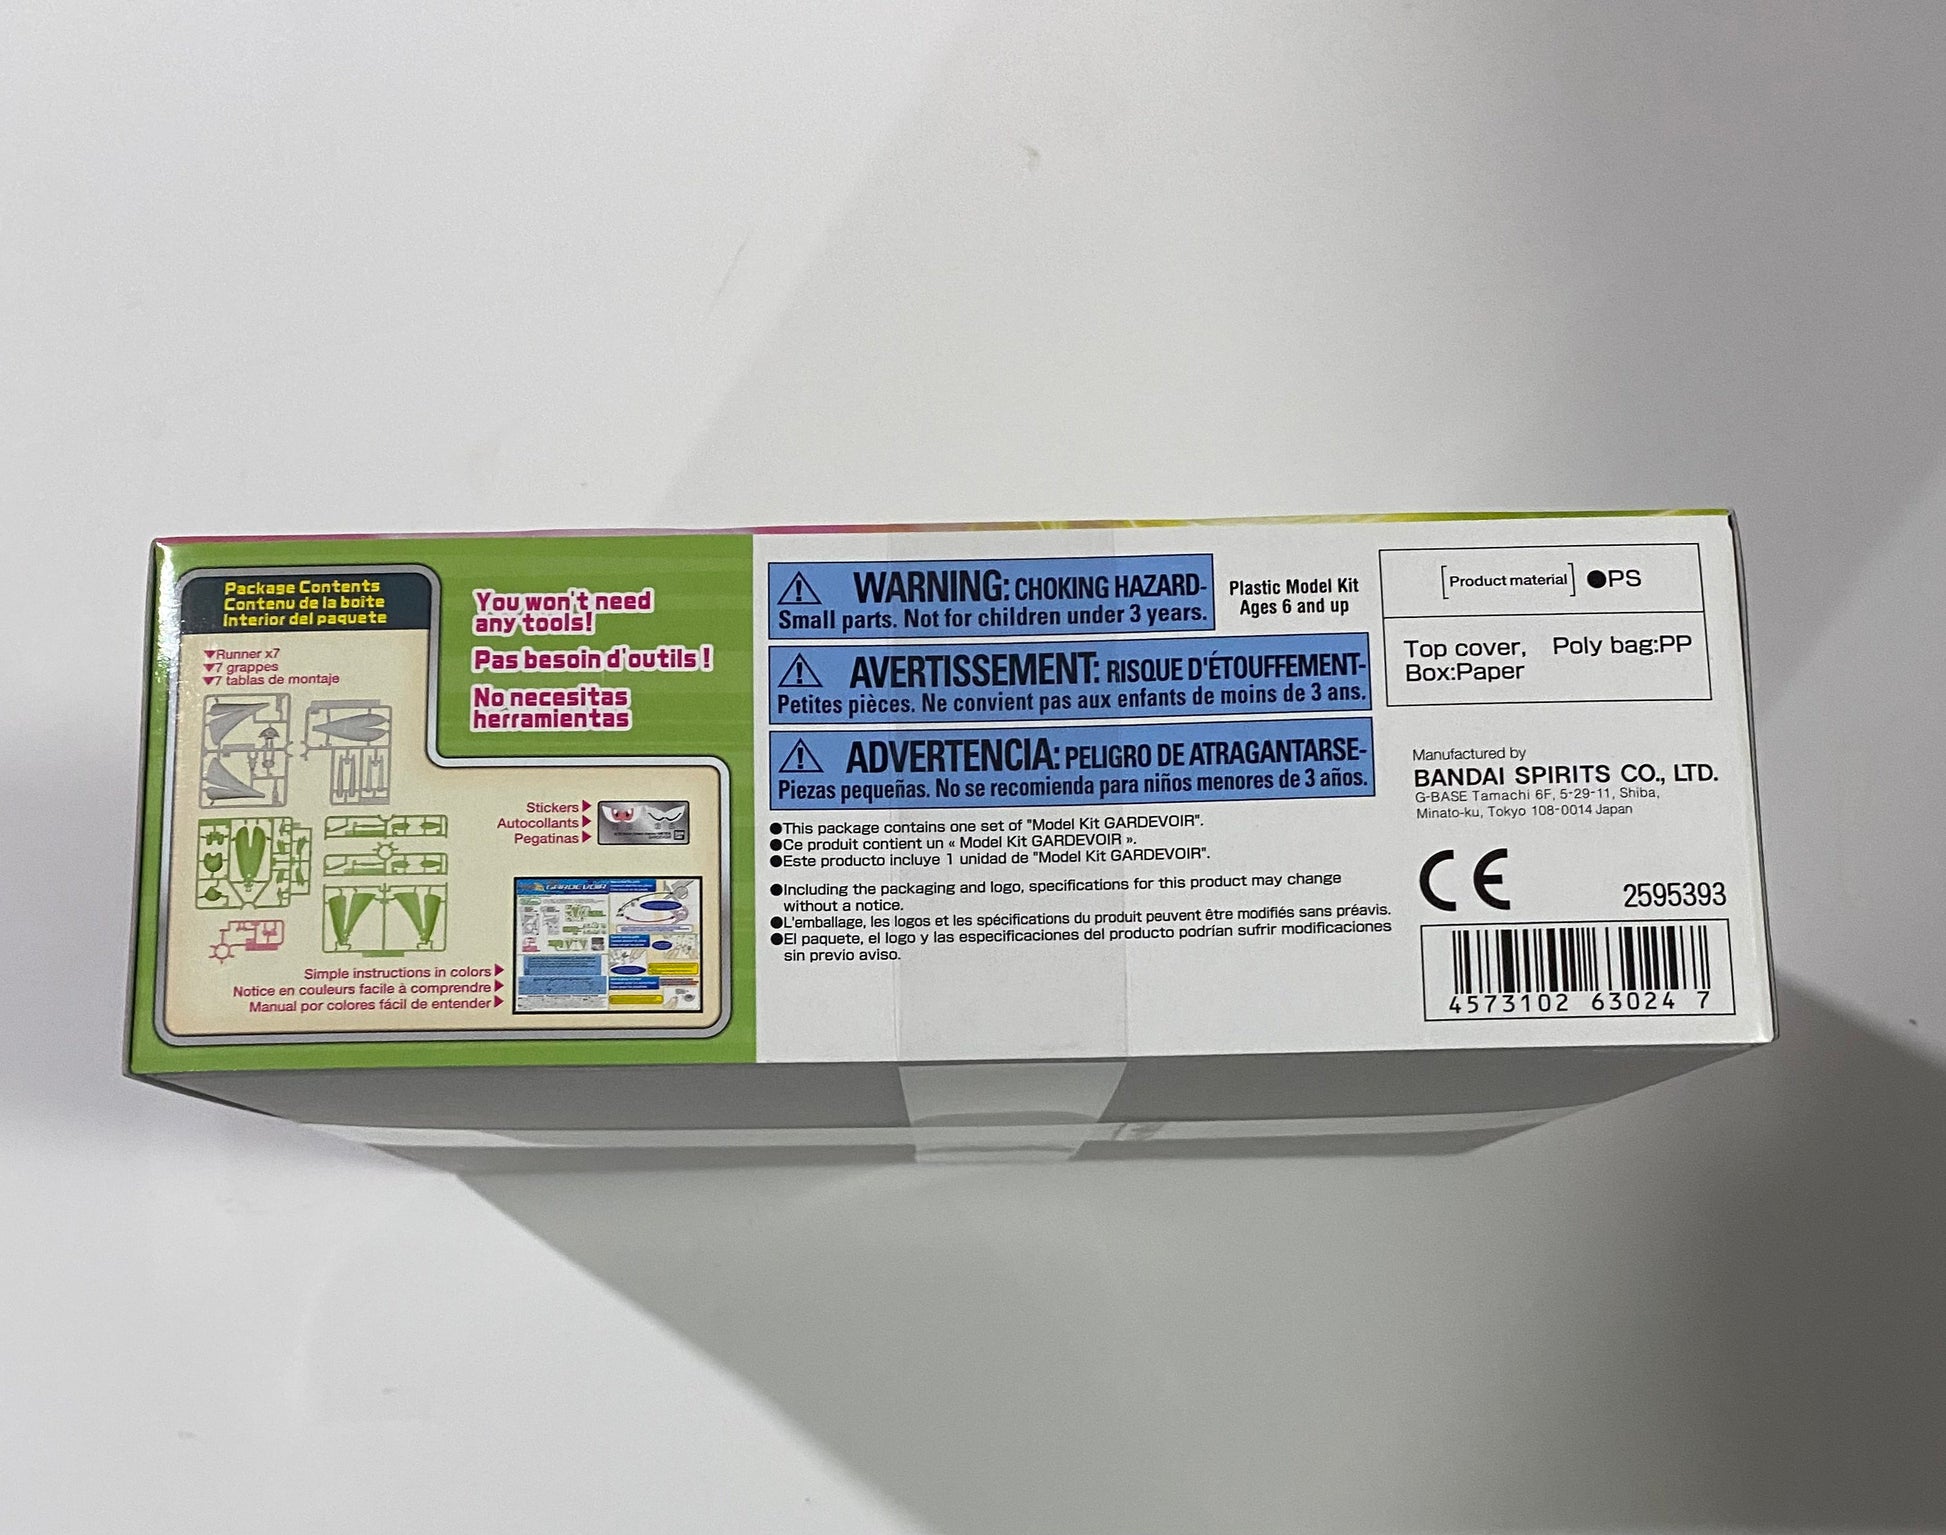 Package Contents
Contenu de la boîte
Interior del paquete
▼Runner x7
▼7 grappes
▼7 tablas de montaje
You won't need
any tools!
Pas besoin d'outils !
No necesitas
herramientas
Stickers▶
Autocollants▶
Pegatinas▶
GARDEVOIR
Simple instructions in colors▶
Notice en couleurs facile à comprendre▶
Manual por colores fácil de entender▶
WARNING: CHOKING HAZARD-
Small parts. Not for children under 3 years.
Plastic Model Kit
Ages 6 and up
AVERTISSEMENT: RISQUE D'ÉTOUFFEMENT-
Petites pièces. Ne convient pas aux enfants de moins de 3 ans.
ADVERTENCIA: PELIGRO DE ATRAGANTARSE-
Piezas pequeñas. No se recomienda para niños menores de 3 años.
●This package contains one set of "Model Kit GARDEVOIR".
●Ce produit contient un « Model Kit GARDEVOIR ».
●Este producto incluye 1 unidad de "Model Kit GARDEVOIR".
●Including the packaging and logo, specifications for this product may change
without a notice.
●L'emballage, les logos et les spécifications du produit peuvent être modifiés sans préavis.
●El paquete, el logo y las especificaciones del producto podrían sufrir modificaciones
sin previo aviso.
[Product material] ●PS
Top cover, Poly bag:PP
Box:Paper
Manufactured by
BANDAI SPIRITS CO., LTD.
G-BASE Tamachi 6F, 5-29-11, Shiba,
Minato-ku, Tokyo 108-0014 Japan
CE
2595393
4573102 63024 7